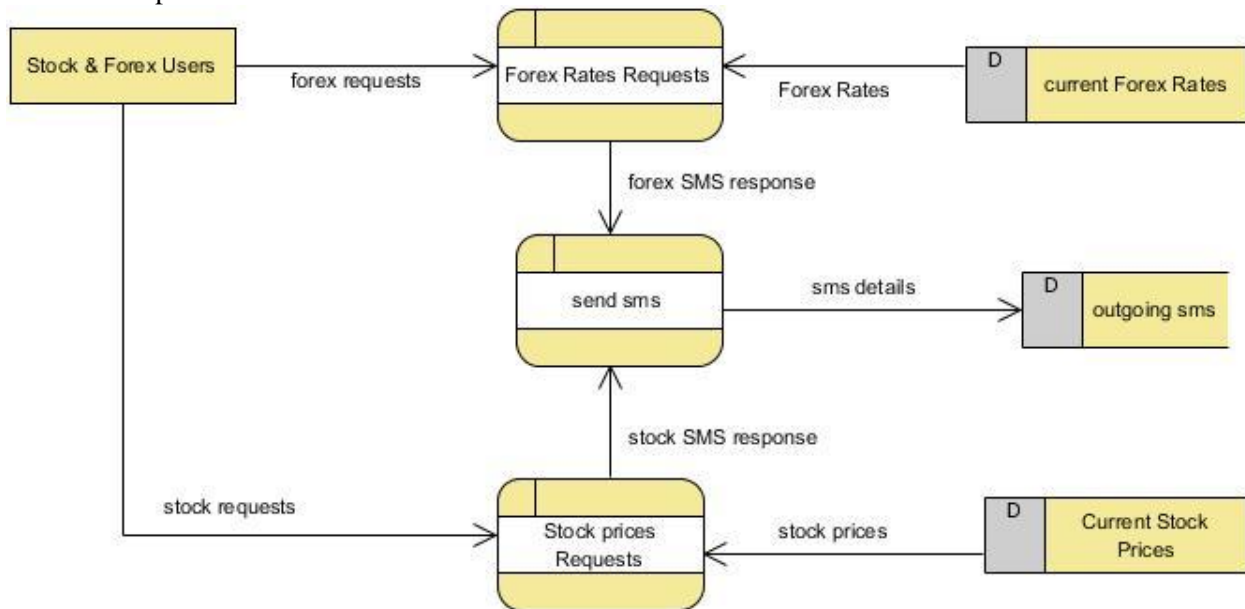 Stock & Forex Users
forex requests
Forex Rates Requests
Forex Rates
D
current Forex Rates
forex SMS response
send sms
sms details
D
outgoing sms
stock SMS response
stock requests
Stock prices
Requests
stock prices
D
Current Stock
Prices